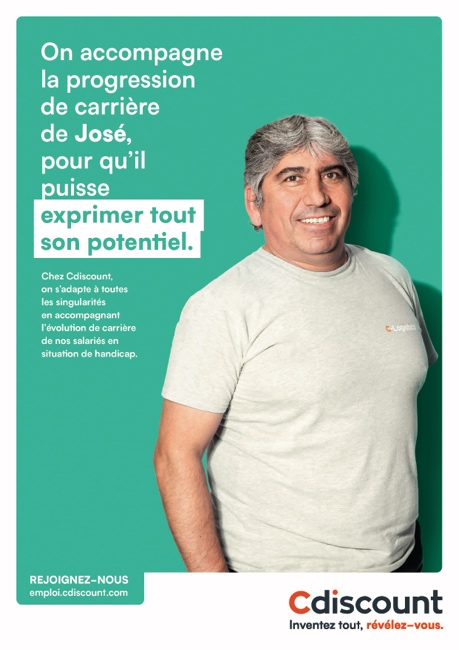 On accompagne
la progression
de carrière
de José,
pour qu'il
puisse
exprimer tout
son potentiel.
Chez Cdiscount,
on s'adapte à toutes
les singularités
en accompagnant
l'évolution de carrière
de nos salariés en
situation de handicap.
REJOIGNEZ-NOUS
emploi.cdiscount.com
Cdiscount
Inventez tout, révélez-vous.